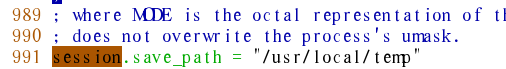 989 ; where MODE is the octal representation of
990 ; does not overwrite the process's umask.
991 session.save_path = "/usr/local/temp"